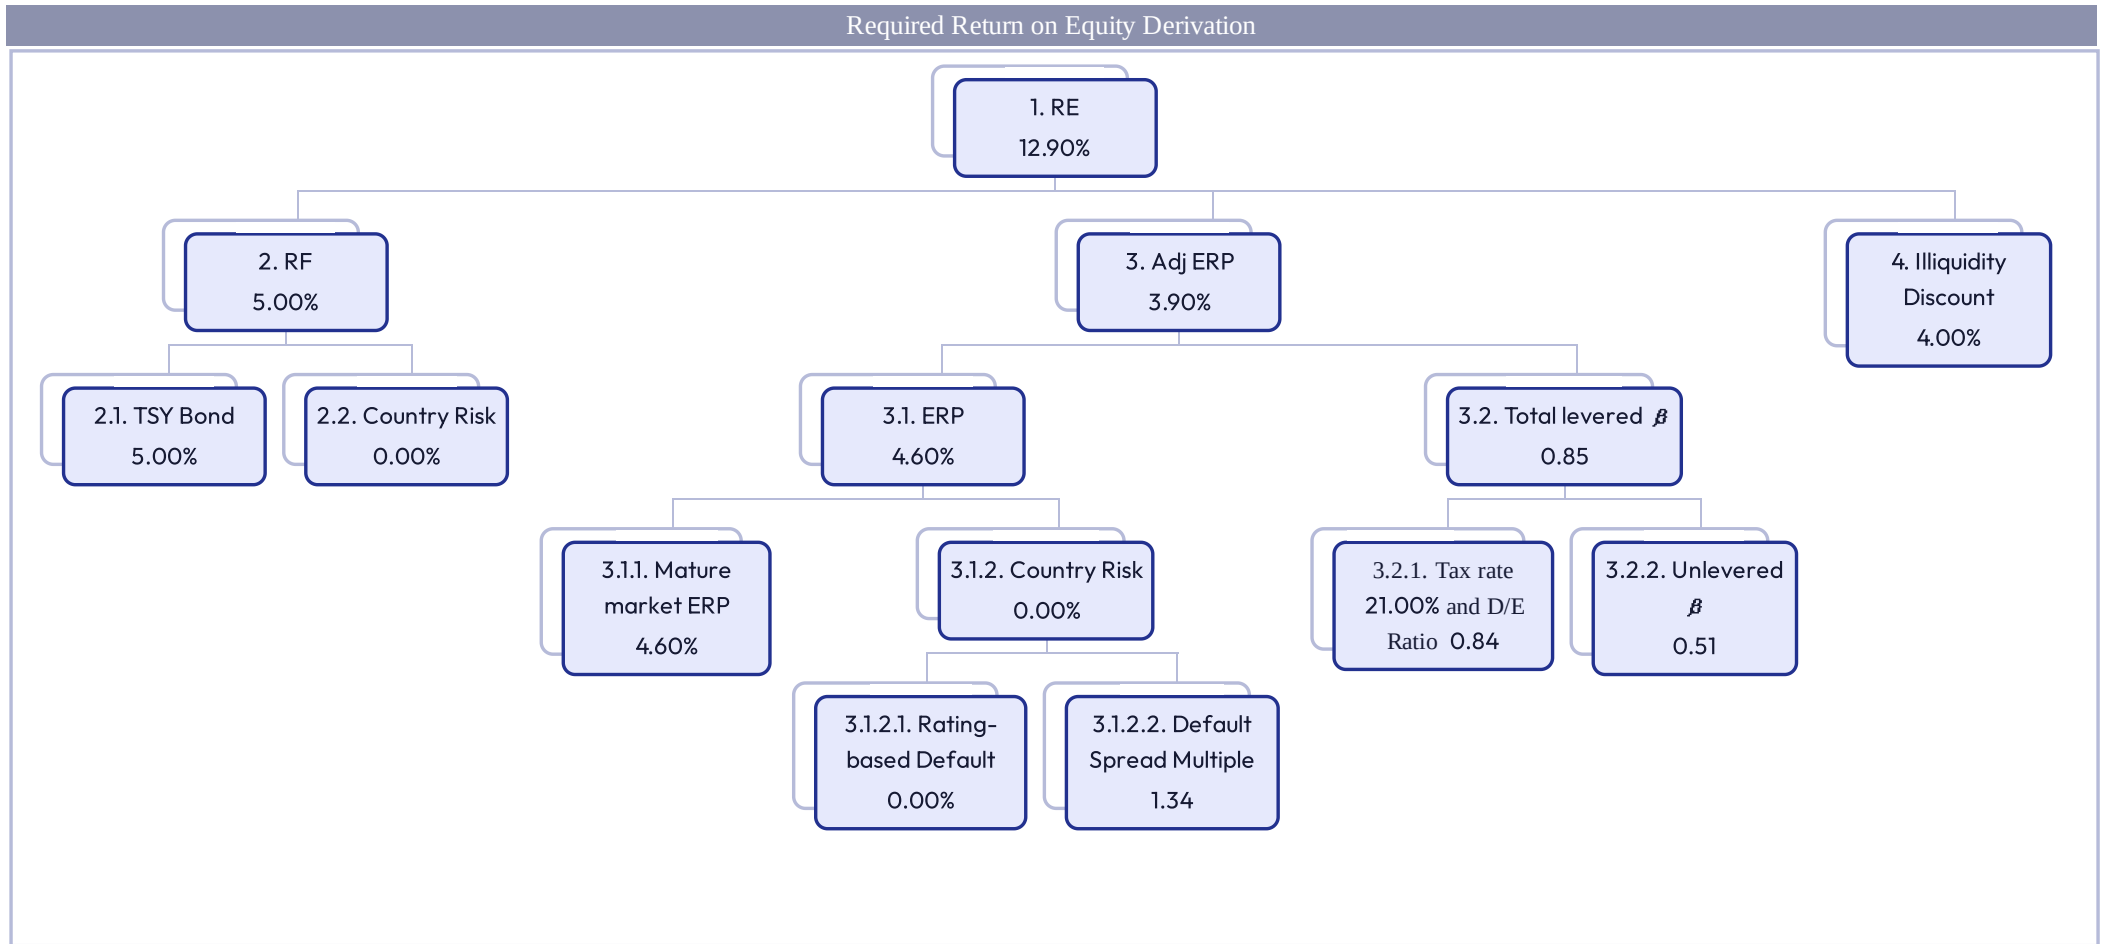 Required Return on Equity Derivation
1. RE
12.90%
2. RF
5.00%
3. Adj ERP
3.90%
4. Illiquidity
Discount
4.00%
2.1. TSY Bond
5.00%
2.2. Country Risk
0.00%
3.1. ERP
4.60%
3.2. Total levered β
0.85
3.1.1. Mature
market ERP
4.60%
3.1.2. Country Risk
0.00%
3.2.1. Tax rate
21.00% and D/E
Ratio 0.84
3.2.2. Unlevered
β
0.51
3.1.2.1. Rating-
based Default
0.00%
3.1.2.2. Default
Spread Multiple
1.34